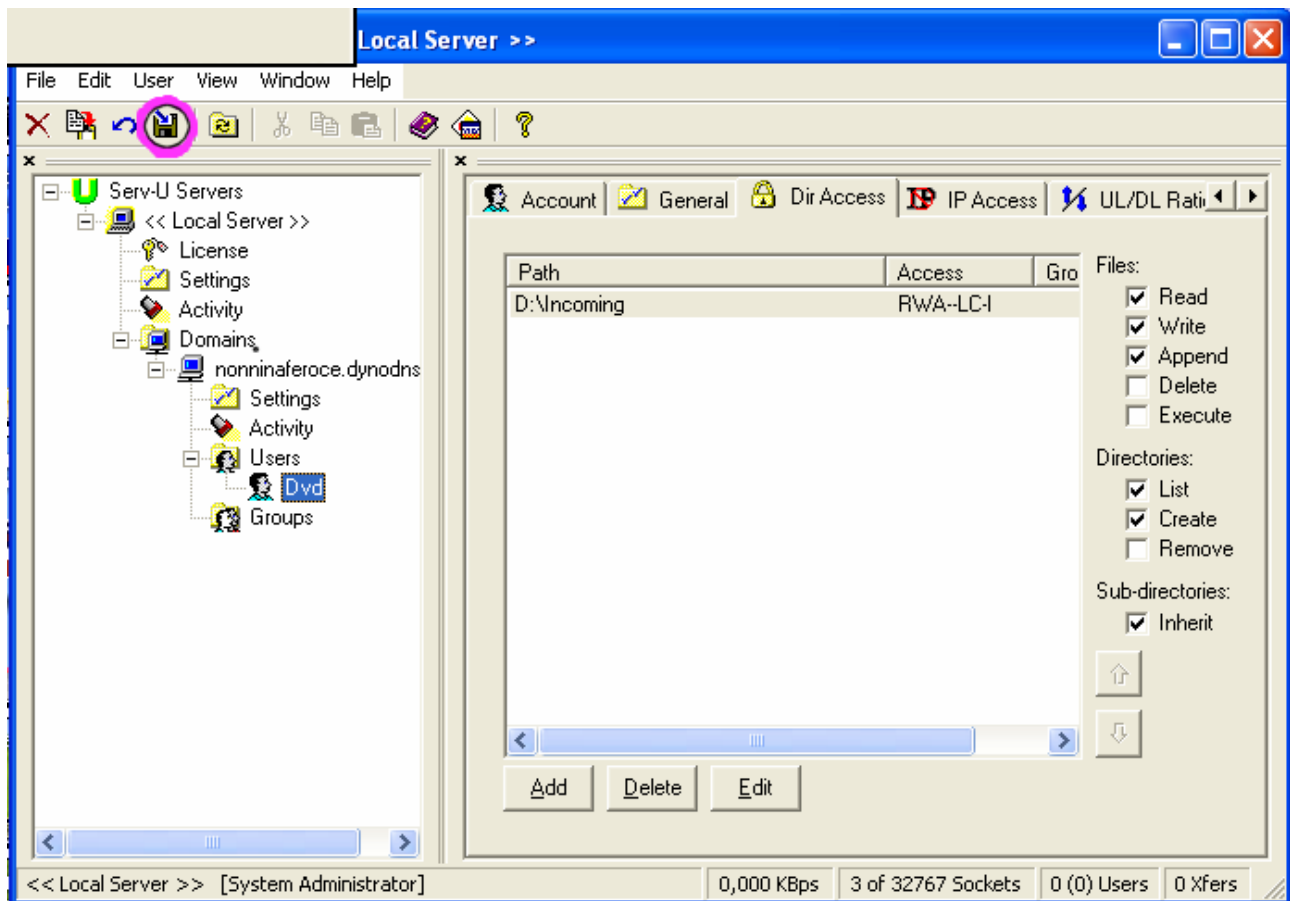 Local Server >>
File Edit User View Window Help
Serv-U Servers
<< Local Server >>
License
Settings
Activity
Domains
nonninaferoce.dynodns
Settings
Activity
Users
Dvd
Groups
Account General Dir Access IP Access UL/DL Rati
Path Access Gro
D:\Incoming RWA--LC-I
Files:
Read
Write
Append
Delete
Execute
Directories:
List
Create
Remove
Sub-directories:
Inherit
Add Delete Edit
<< Local Server >> [System Administrator] 0,000 KBps 3 of 32767 Sockets 0 (0) Users 0 Xfers